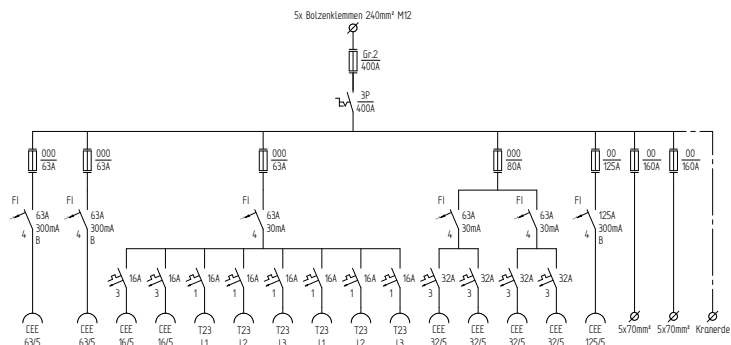 5x Bolzenklemmen 240mm² M12
Gr.2
400A
3P
400A
000 000 000 000 00 00 00
63A 63A 63A 80A 125A 160A 160A
FI FI FI FI FI FI
63A 63A 63A 63A 63A 125A
300mA 300mA 30mA 30mA 30mA 300mA
4 B 4 B 4 4 4 4 B
16A 16A 16A 16A 16A 16A 16A 16A 32A 32A 32A 32A
3 3 1 1 1 1 1 1 3 3 3 3
CEE CEE CEE CEE T23 T23 T23 T23 T23 T23 CEE CEE CEE CEE CEE 5x70mm² 5x70mm² Kranerde
63/5 63/5 16/5 16/5 L1 L2 L3 L1 L2 L3 32/5 32/5 32/5 32/5 125/5